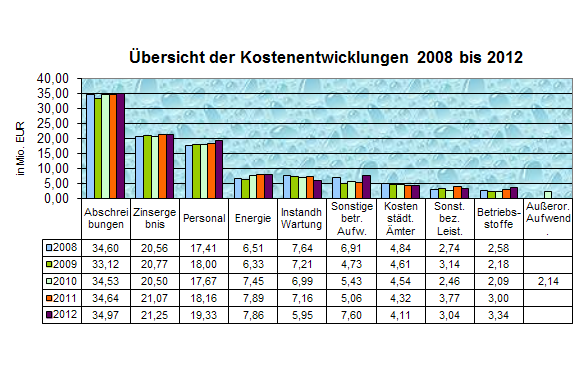 Übersicht der Kostenentwicklungen 2008 bis 2012
in Mio. EUR
40,00
35,00
30,00
25,00
20,00
15,00
10,00
5,00
0,00
Abschrei bungen Zinserge bnis Personal Energie Instandh Wartung Sonstige betr. Aufw. Kosten städt. Ämter Sonst. bez. Leist. Betriebs- stoffe Außeror. Aufwend .
2008 34,60 20,56 17,41 6,51 7,64 6,91 4,84 2,74 2,58
2009 33,12 20,77 18,00 6,33 7,21 4,73 4,61 3,14 2,18
2010 34,53 20,50 17,67 7,45 6,99 5,43 4,54 2,46 2,09 2,14
2011 34,64 21,07 18,16 7,89 7,16 5,06 4,32 3,77 3,00
2012 34,97 21,25 19,33 7,86 5,95 7,60 4,11 3,04 3,34